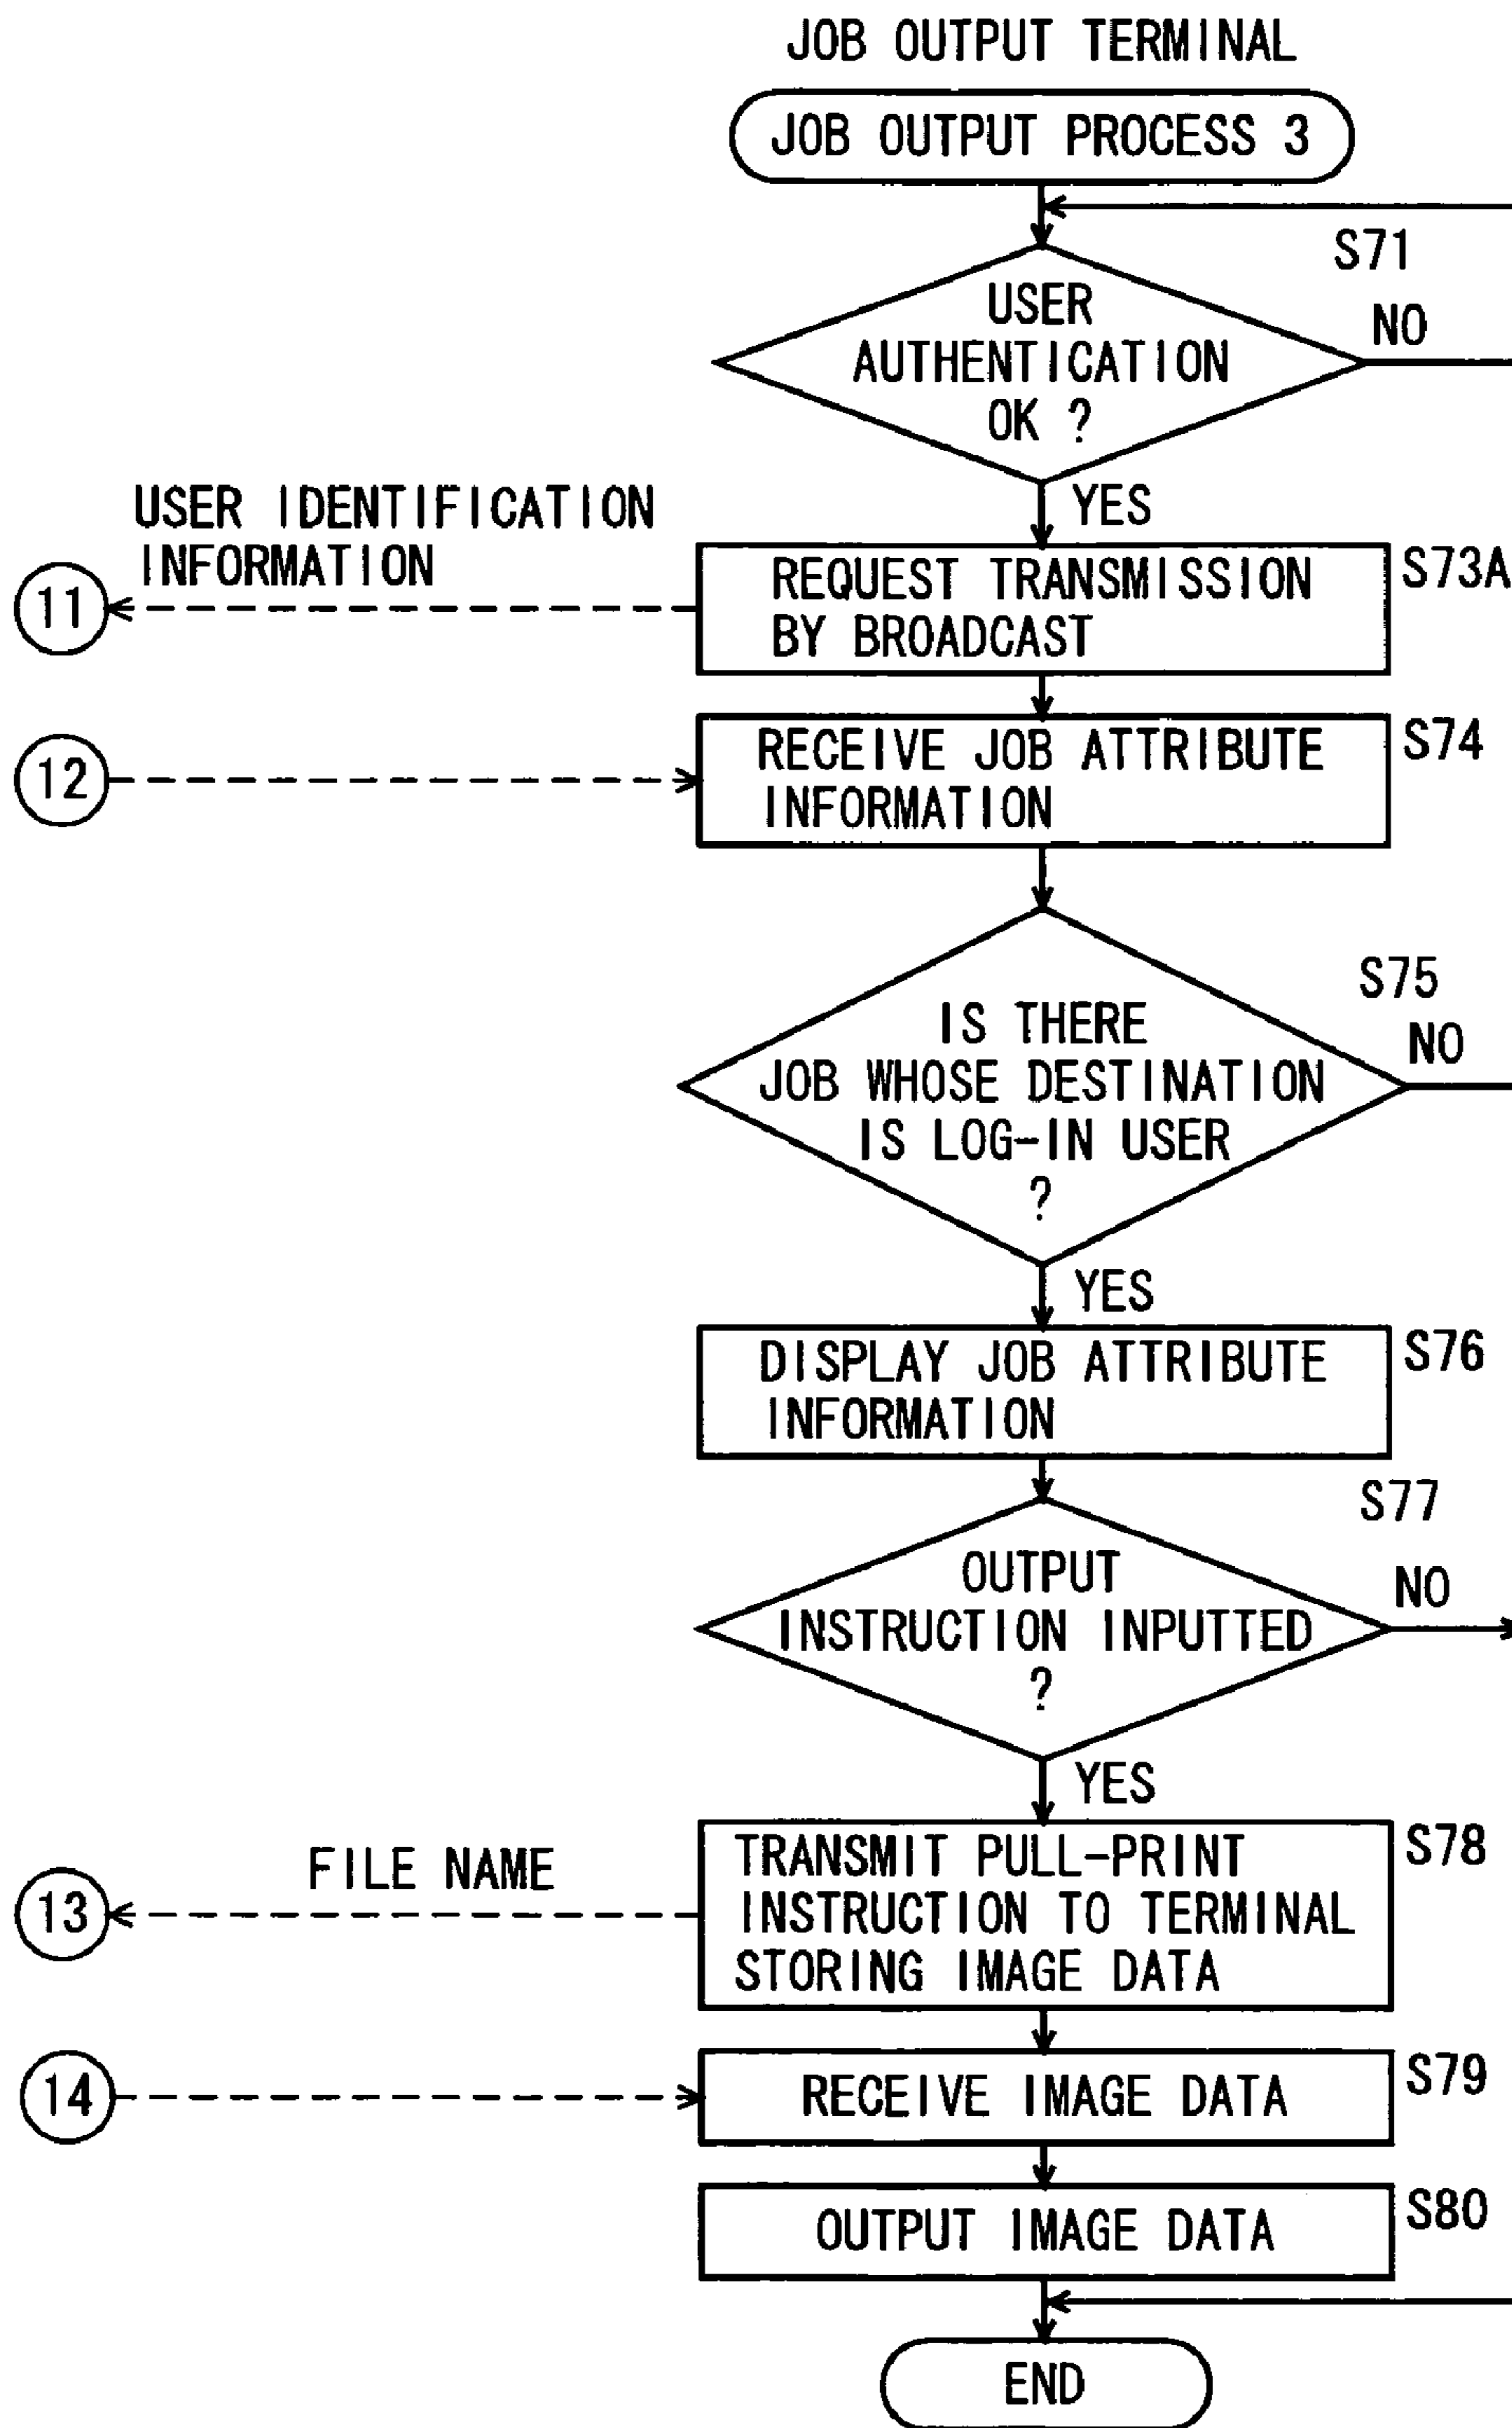 JOB OUTPUT TERMINAL
JOB OUTPUT PROCESS 3
S71
USER
AUTHENTICATION
OK ?
NO
YES
USER IDENTIFICATION
INFORMATION
11
REQUEST TRANSMISSION
BY BROADCAST
S73A
12
RECEIVE JOB ATTRIBUTE
INFORMATION
S74
S75
IS THERE
JOB WHOSE DESTINATION
IS LOG-IN USER
?
NO
YES
DISPLAY JOB ATTRIBUTE
INFORMATION
S76
S77
OUTPUT
INSTRUCTION INPUTTED
?
NO
YES
FILE NAME
13
TRANSMIT PULL-PRINT
INSTRUCTION TO TERMINAL
STORING IMAGE DATA
S78
14
RECEIVE IMAGE DATA
S79
OUTPUT IMAGE DATA
S80
END